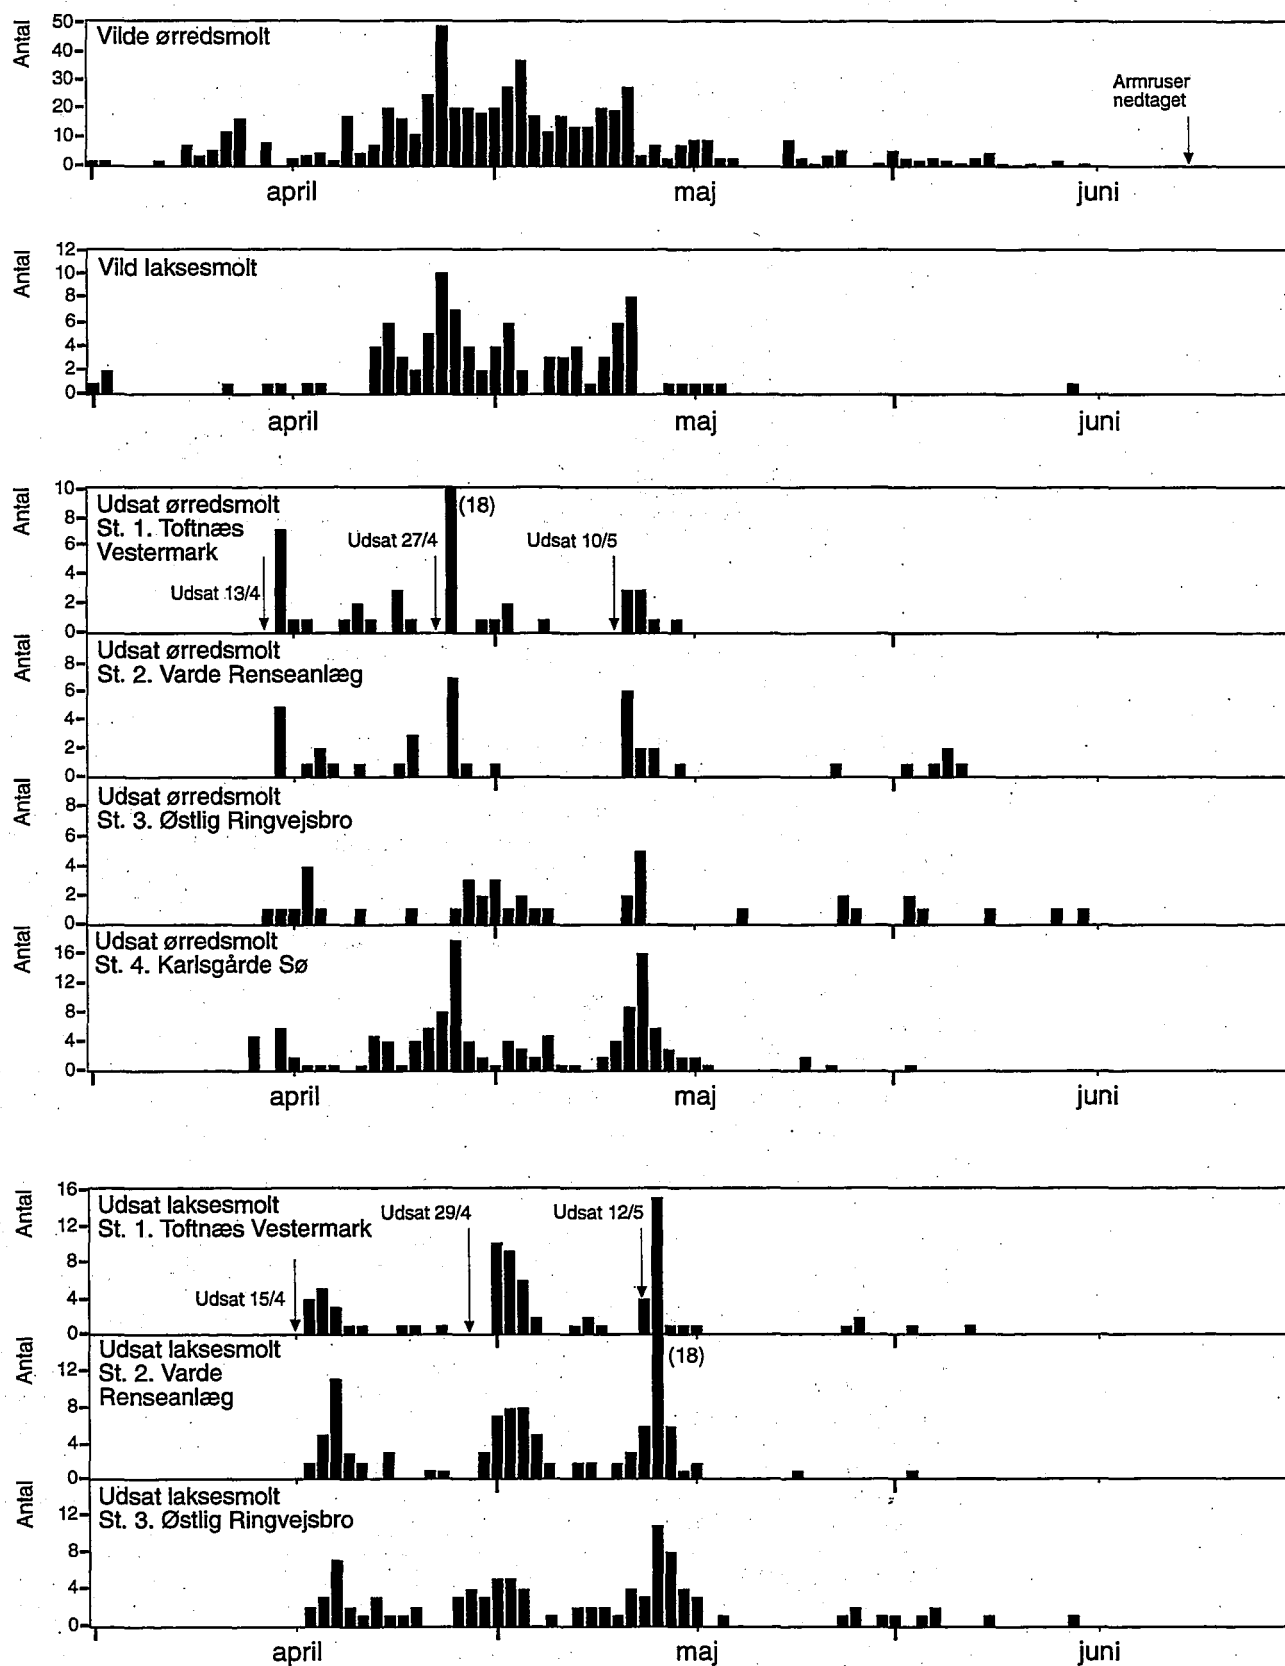 Antal
50
40
30
20
10
0
Vilde ørredsmolt
Armruser
nedtaget
april
maj
juni
Antal
12
10
8
6
4
2
0
Vild laksesmolt
april
maj
juni
Antal
10
8
6
4
2
0
Udsat ørredsmolt
St. 1. Toftnæs
Vestermark
Udsat 13/4
Udsat 27/4
(18)
Udsat 10/5
Antal
8
6
4
2
0
Udsat ørredsmolt
St. 2. Varde Renseanlæg
Antal
8
6
4
2
0
Udsat ørredsmolt
St. 3. Østlig Ringvejsbro
Antal
16
12
8
4
0
Udsat ørredsmolt
St. 4. Karlsgårde Sø
april
maj
juni
Antal
16
12
8
4
0
Udsat laksesmolt
St. 1. Toftnæs Vestermark
Udsat 15/4
Udsat 29/4
Udsat 12/5
Antal
12
8
4
0
Udsat laksesmolt
St. 2. Varde
Renseanlæg
(18)
Antal
12
8
4
0
Udsat laksesmolt
St. 3. Østlig Ringvejsbro
april
maj
juni